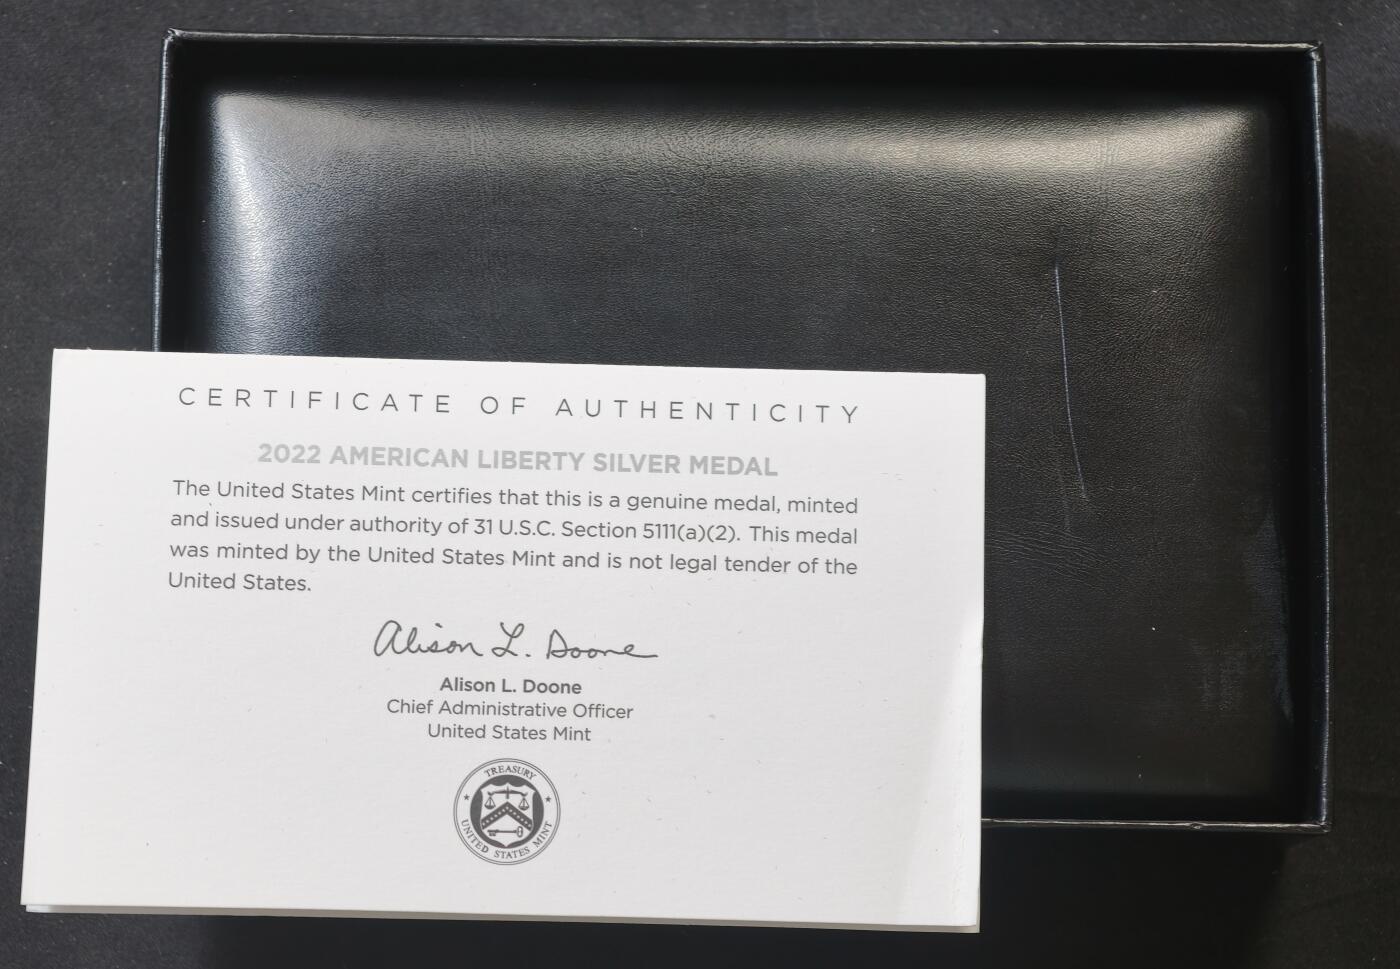 CERTIFICATE OF AUTHENTICITY
2022 AMERICAN LIBERTY SILVER MEDAL
The United States Mint certifies that this is a genuine medal, minted
and issued under authority of 31 U.S.C. Section 5111(a)(2). This medal
was minted by the United States Mint and is not legal tender of the
United States.
Alison L. Doone
Alison L. Doone
Chief Administrative Officer
United States Mint
TREASURY
UNITED STATES MINT